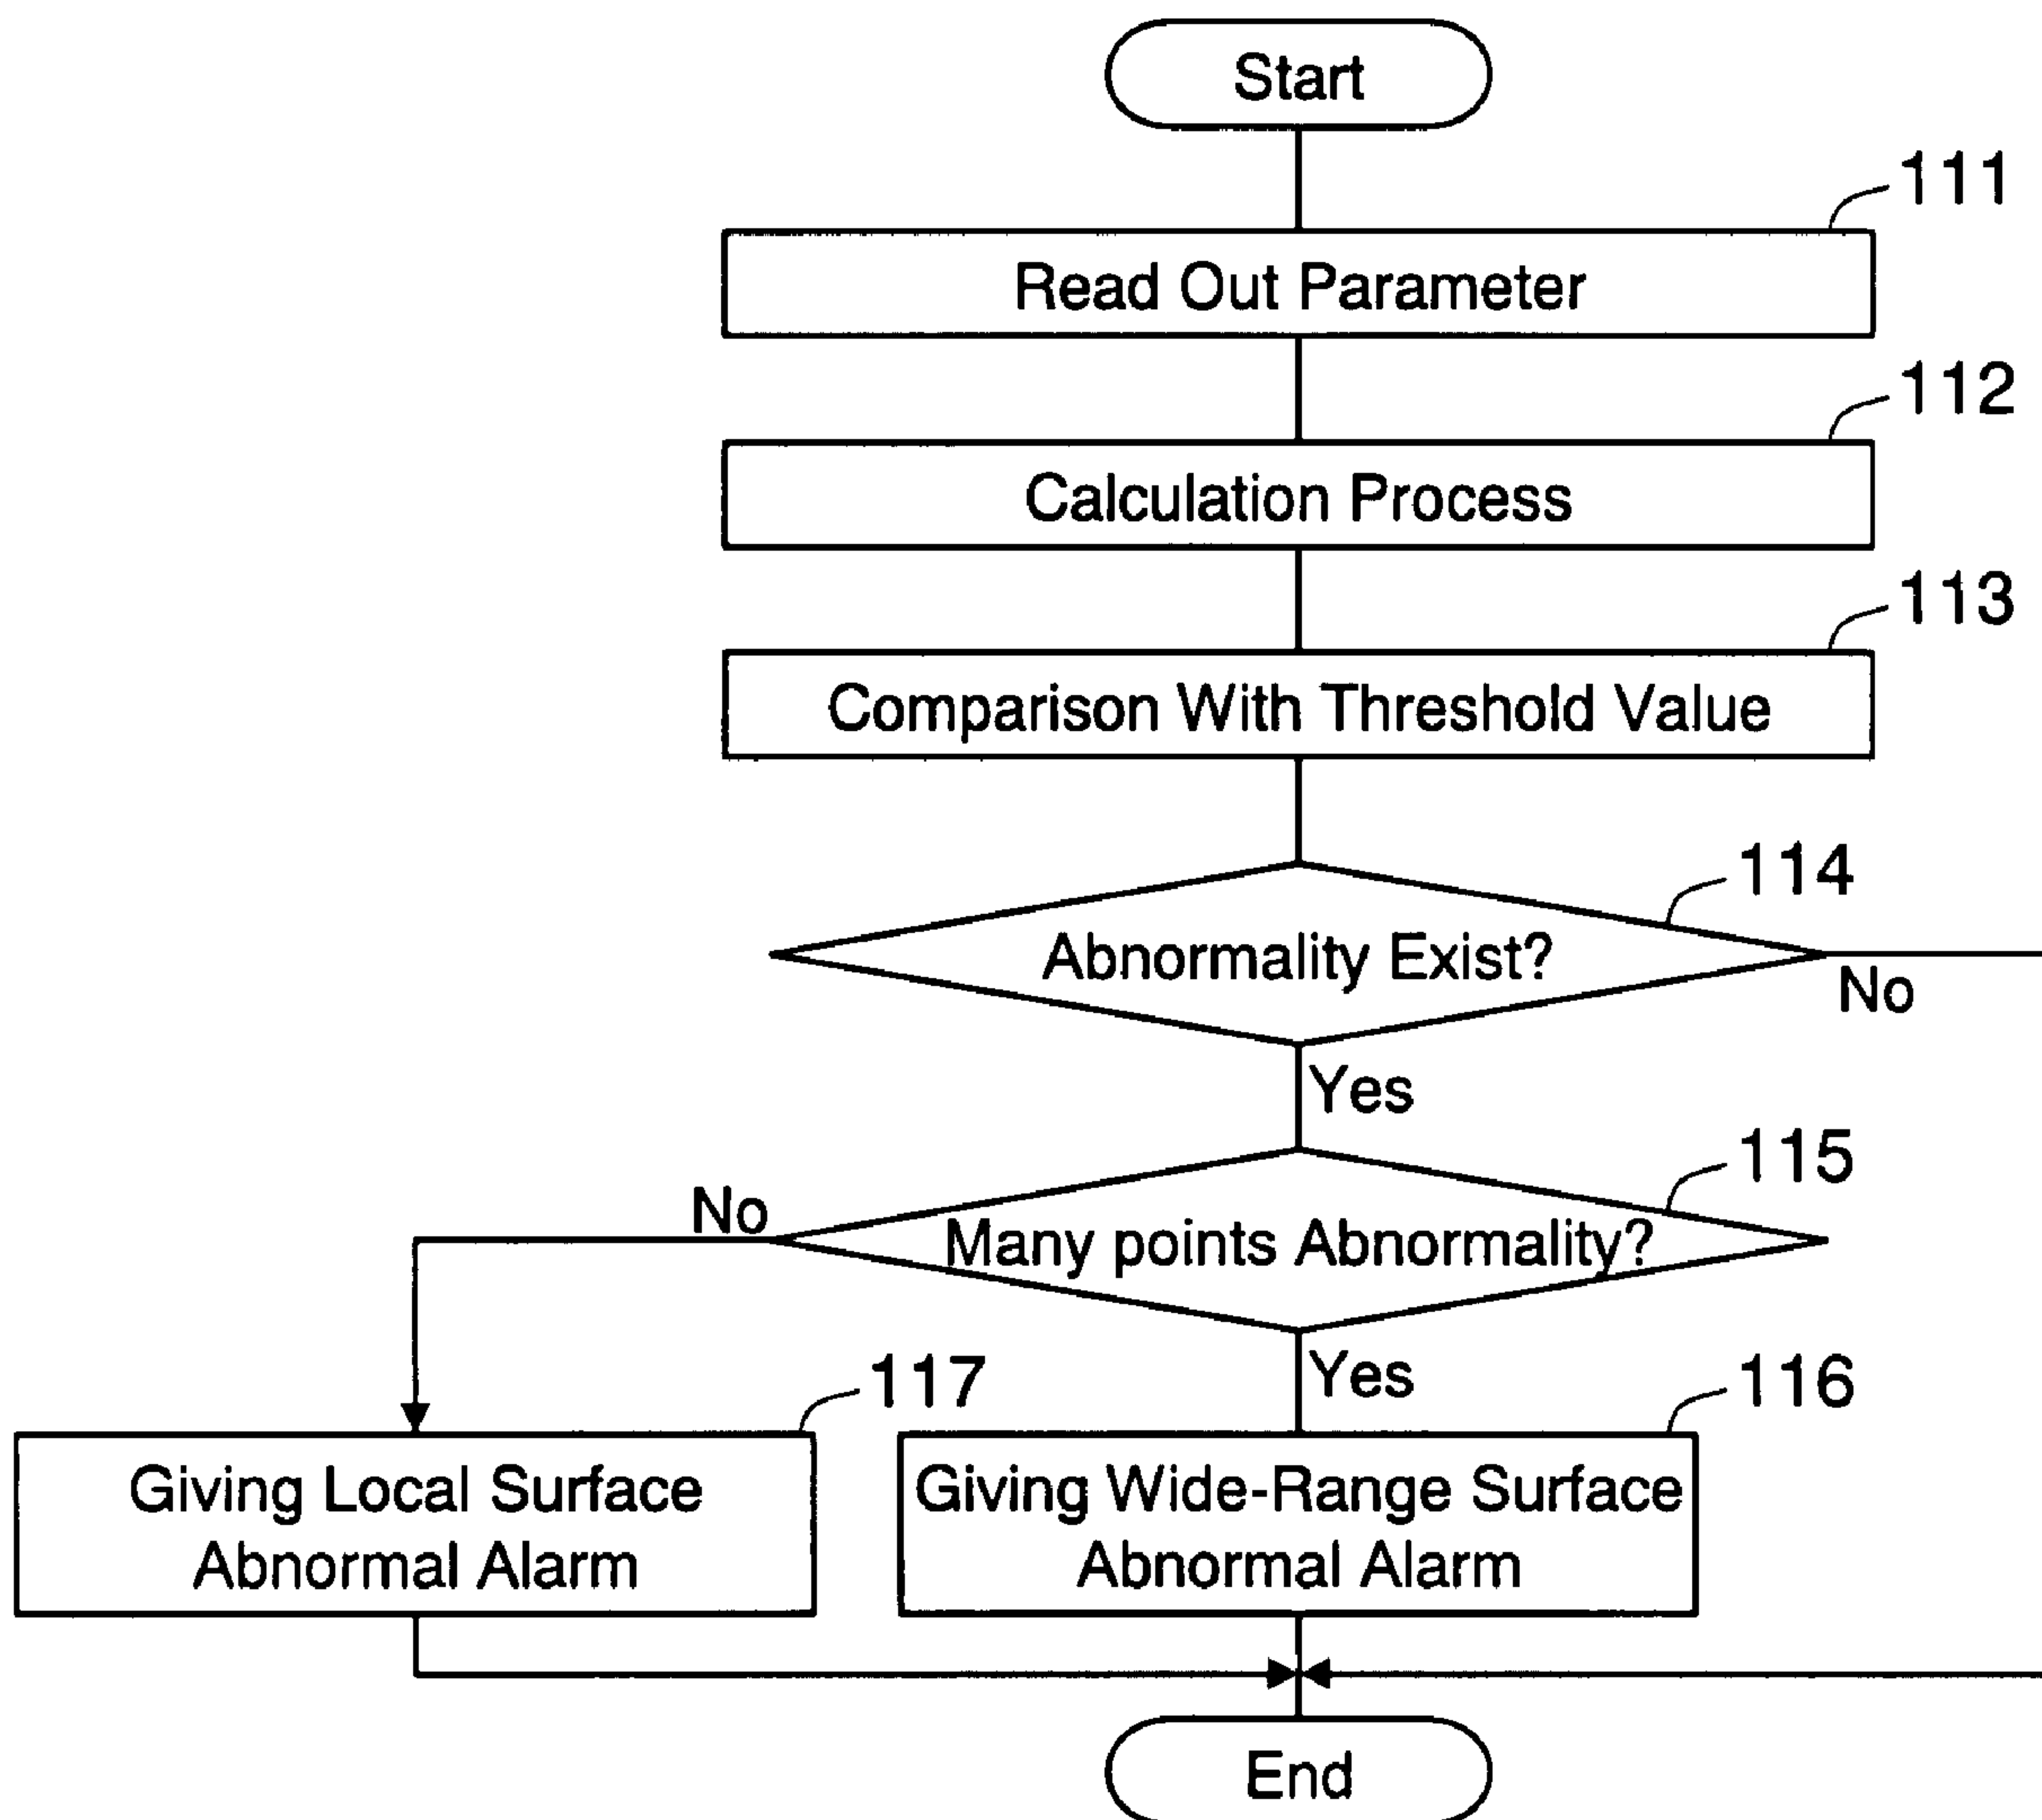 Start
111
Read Out Parameter
112
Calculation Process
113
Comparison With Threshold Value
114
Abnormality Exist?
No
Yes
115
No
Many points Abnormality?
Yes
117
116
Giving Local Surface
Abnormal Alarm
Giving Wide-Range Surface
Abnormal Alarm
End